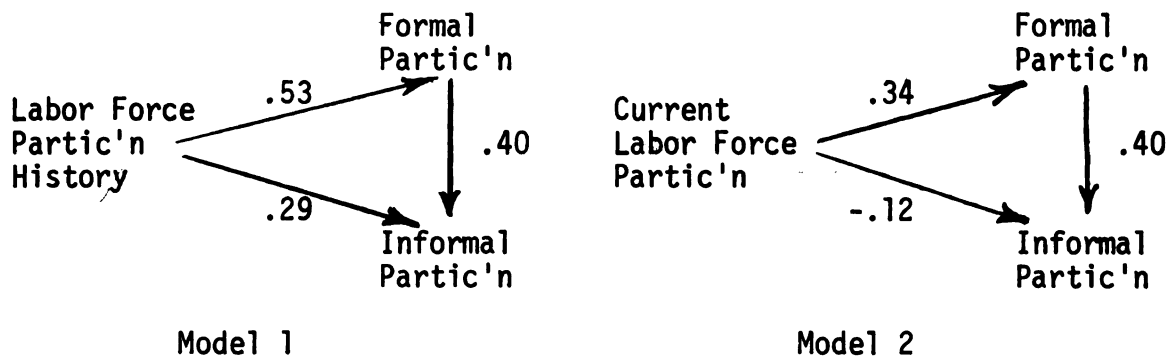 Formal
Partic'n
.53
Labor Force
Partic'n
History
.40
.29
Informal
Partic'n
Model 1
Formal
Partic'n
.34
Current
Labor Force
Partic'n
.40
-.12
Informal
Partic'n
Model 2